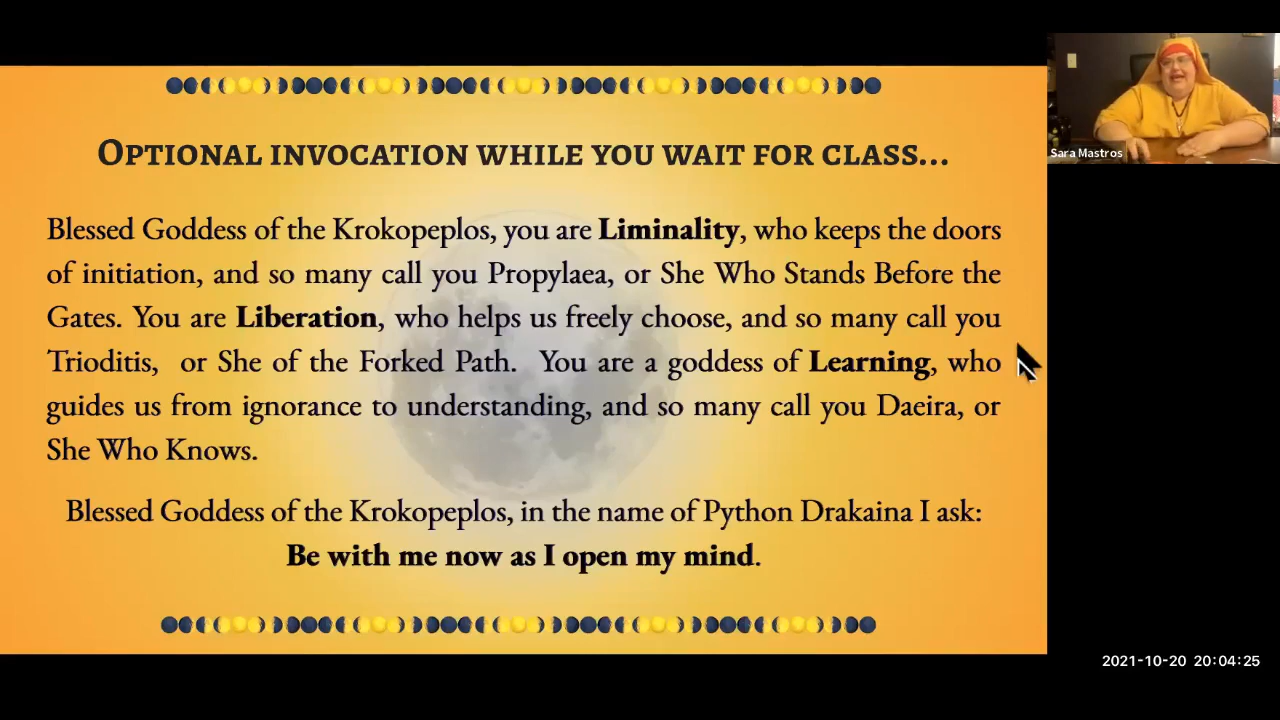 Optional invocation while you wait for class...
Blessed Goddess of the Krokopeplos, you are Liminality, who keeps the doors
of initiation, and so many call you Propylaea, or She Who Stands Before the
Gates. You are Liberation, who helps us freely choose, and so many call you
Trioditis, or She of the Forked Path. You are a goddess of Learning, who
guides us from ignorance to understanding, and so many call you Daeira, or
She Who Knows.
Blessed Goddess of the Krokopeplos, in the name of Python Drakaina I ask:
Be with me now as I open my mind.
Sara Mastros
2021-10-20 20:04:25